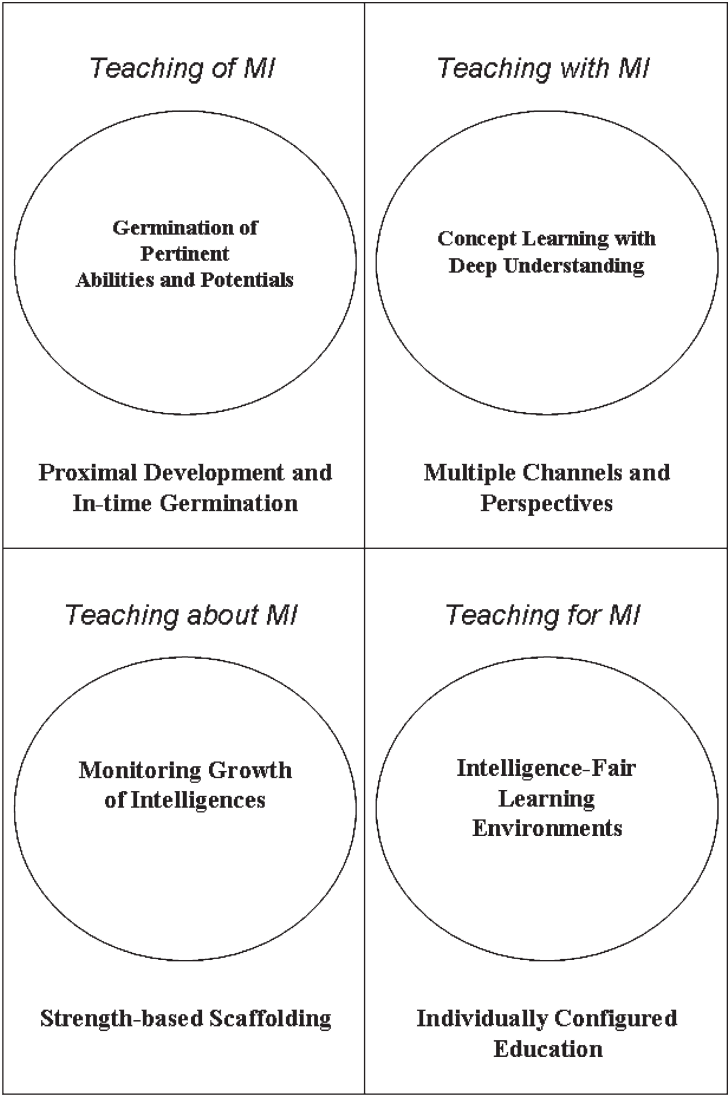 Teaching of MI
Germination of
Pertinent
Abilities and Potentials
Proximal Development and
In-time Germination
Teaching with MI
Concept Learning with
Deep Understanding
Multiple Channels and
Perspectives
Teaching about MI
Monitoring Growth
of Intelligences
Strength-based Scaffolding
Teaching for MI
Intelligence-Fair
Learning
Environments
Individually Configured
Education